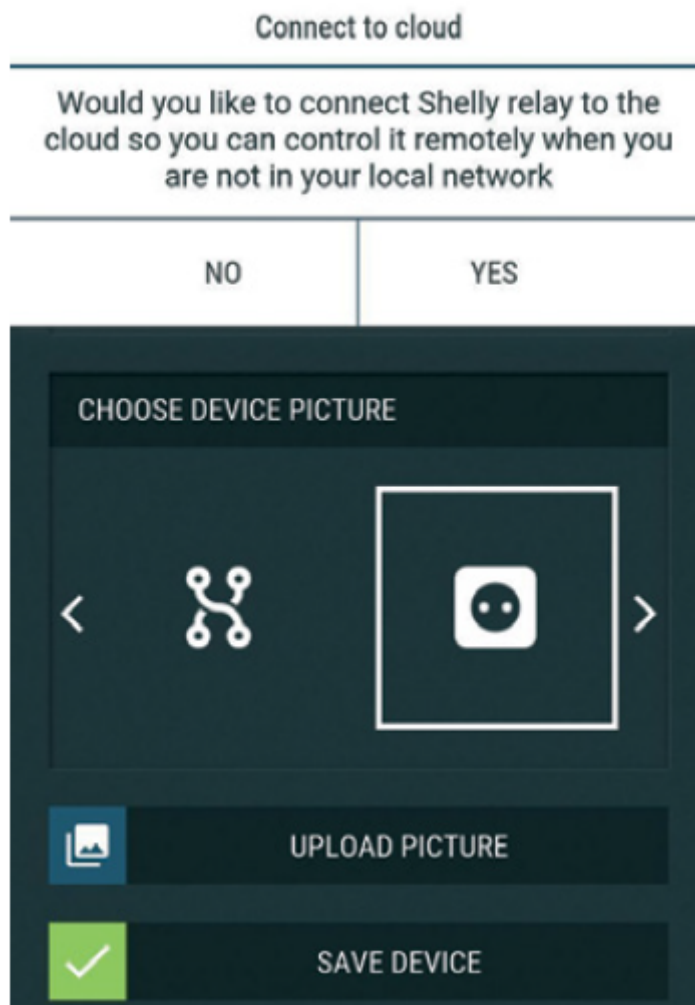 Connect to cloud
Would you like to connect Shelly relay to the
cloud so you can control it remotely when you
are not in your local network
NO
YES
CHOOSE DEVICE PICTURE
UPLOAD PICTURE
SAVE DEVICE